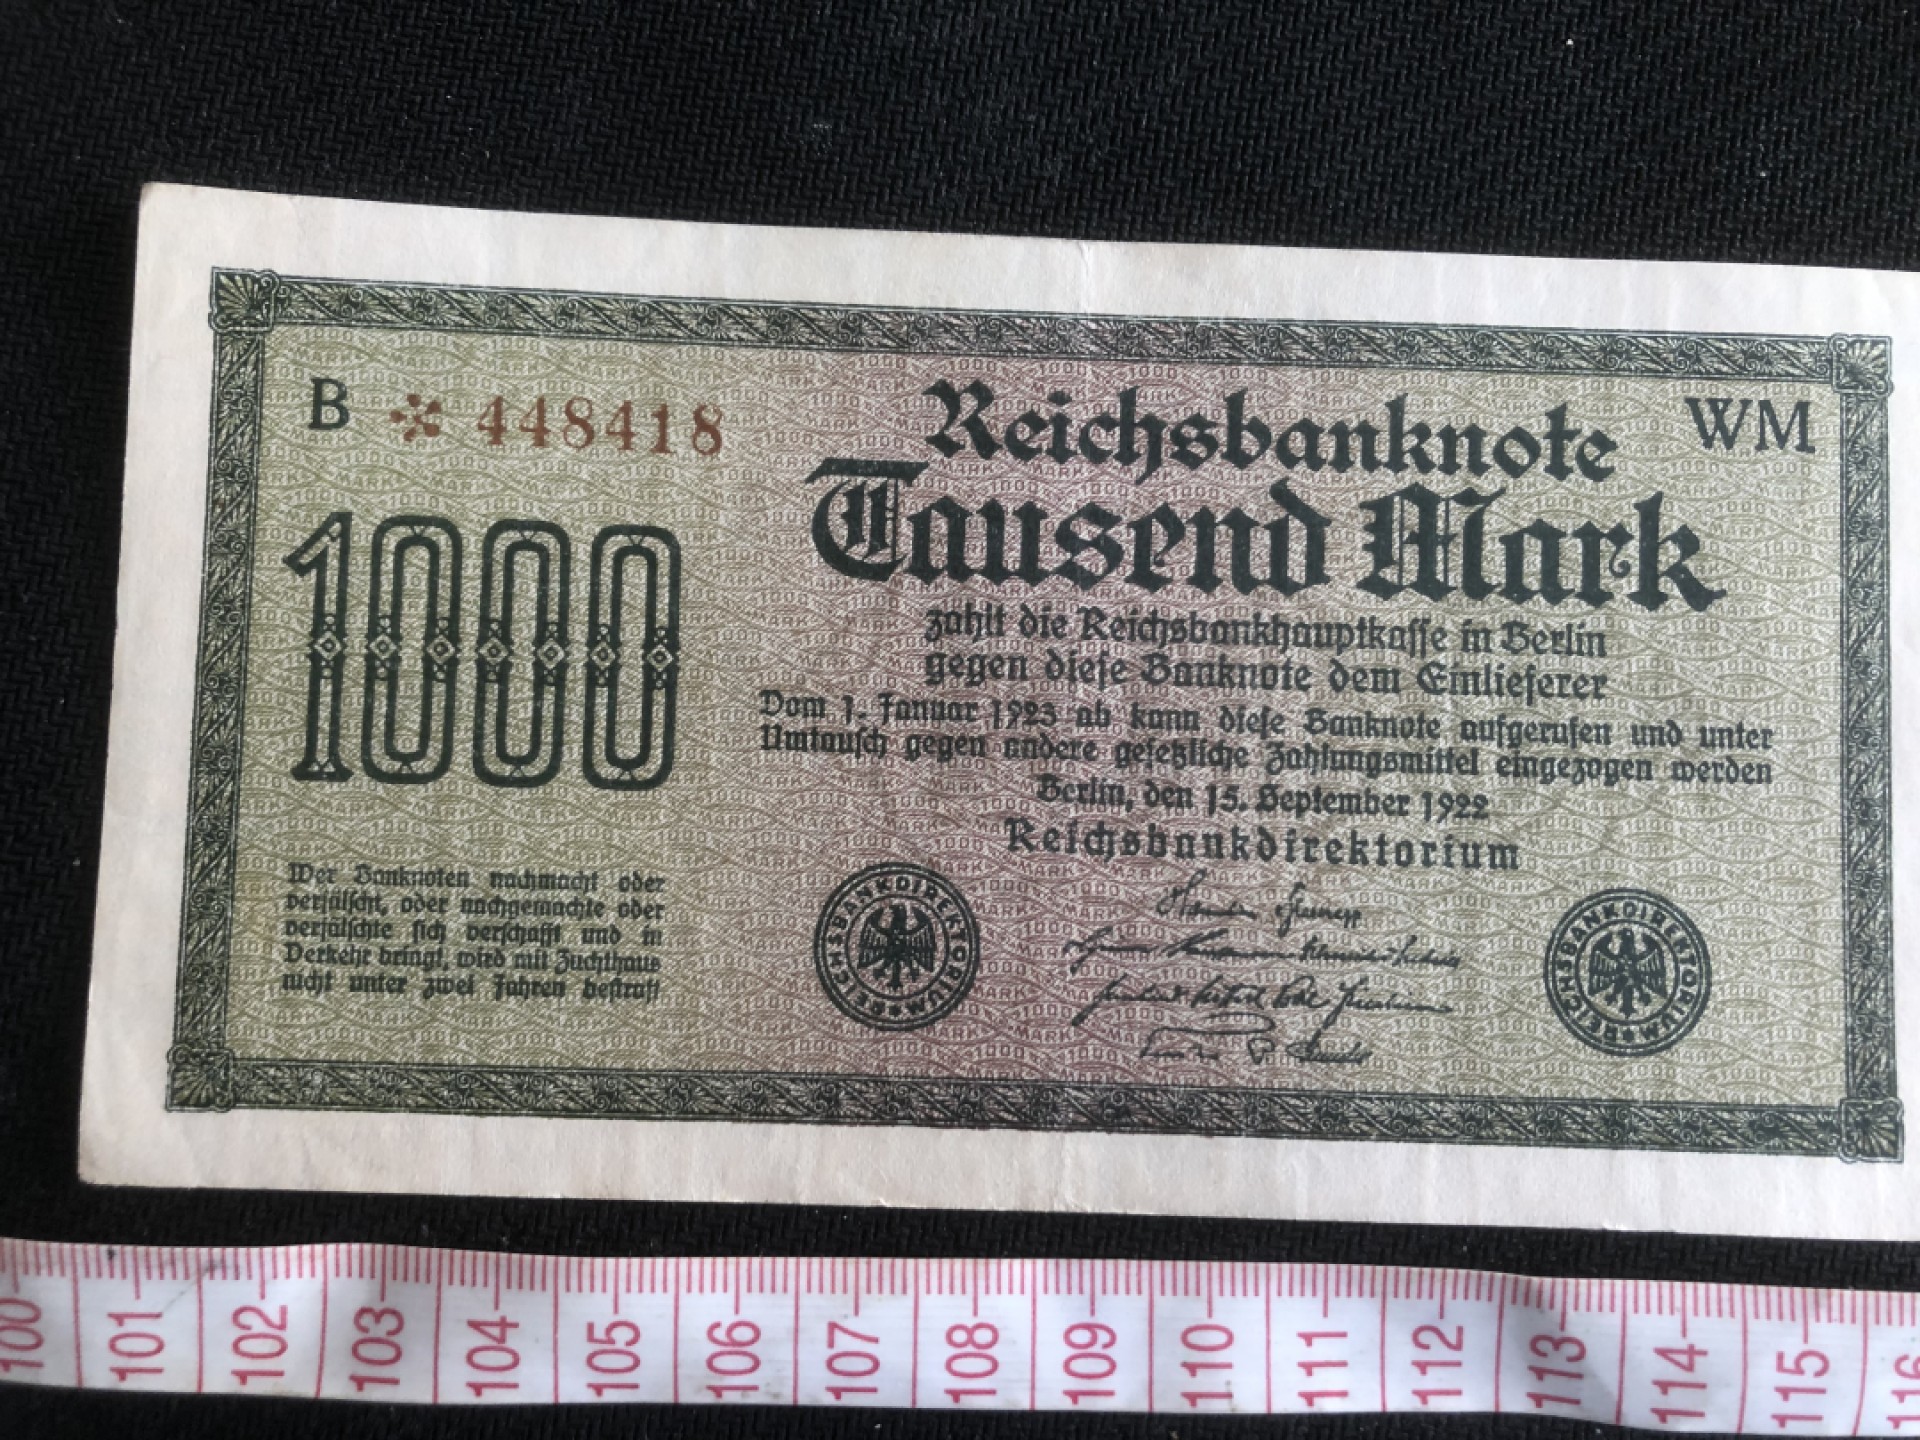 B * 448418
WM
Reichsbanknote
Tausend Mark
1000
zahlt die Reichsbankhauptkasse in Berlin
gegen diese Banknote dem Einlieferer
Vom 1. Januar 1923 ab kann diese Banknote aufgerufen und unter
Umtausch gegen andere gesetzliche Zahlungsmittel eingezogen werden
Berlin, den 15. September 1922
Reichsbankdirektorium
Wer Banknoten nachmacht oder
verfälscht, oder nachgemachte oder
verfälschte sich verschafft und in
Verkehr bringt, wird mit Zuchthaus
nicht unter zwei Jahren bestraft
REICHSBANKDIREKTORIUM
REICHSBANKDIREKTORIUM
100 101 102 103 104 105 106 107 108 109 110 111 112 113 114 115 116